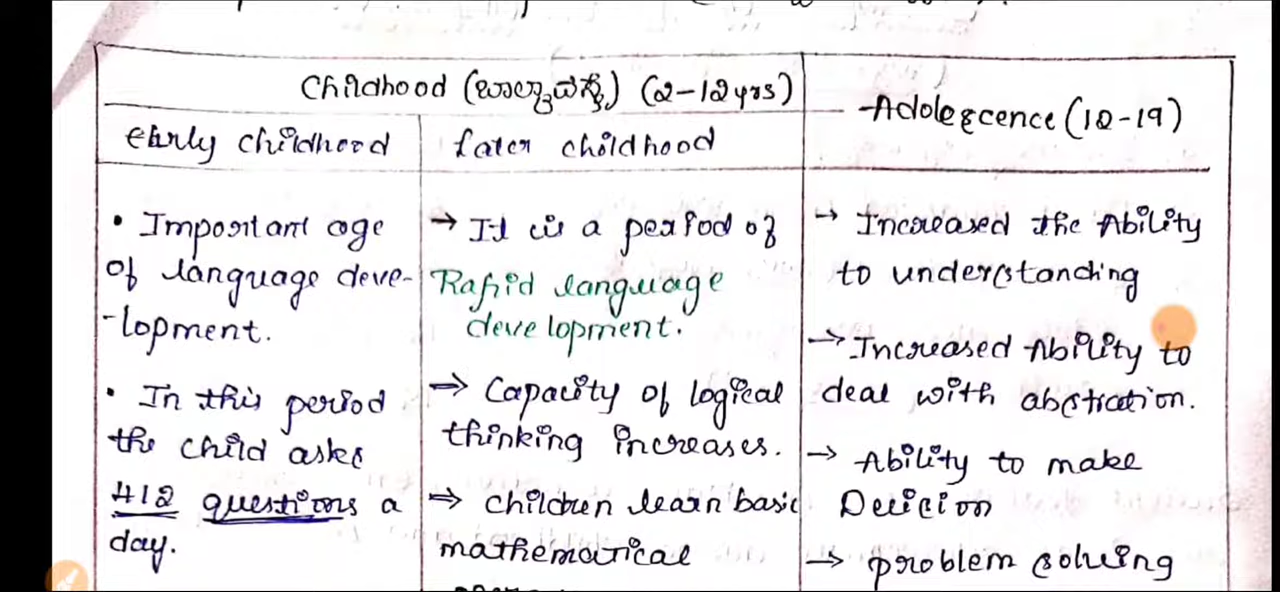 Childhood (ಬಾಲ್ಯಾವಸ್ಥೆ) (2-12yrs)
Adolescence (12-19)
early childhood
later childhood
• Important age
of language deve-
-lopment.
• In this period
the child asks
412 questions a
day.
→ It is a period of
Rapid language
development.
→ Capacity of logical
thinking increases.
→ children learn basic
mathematical
→ Increased the Ability
to understanding
→ Increased Ability to
deal with abstration.
→ Ability to make
Decision
→ problem solving